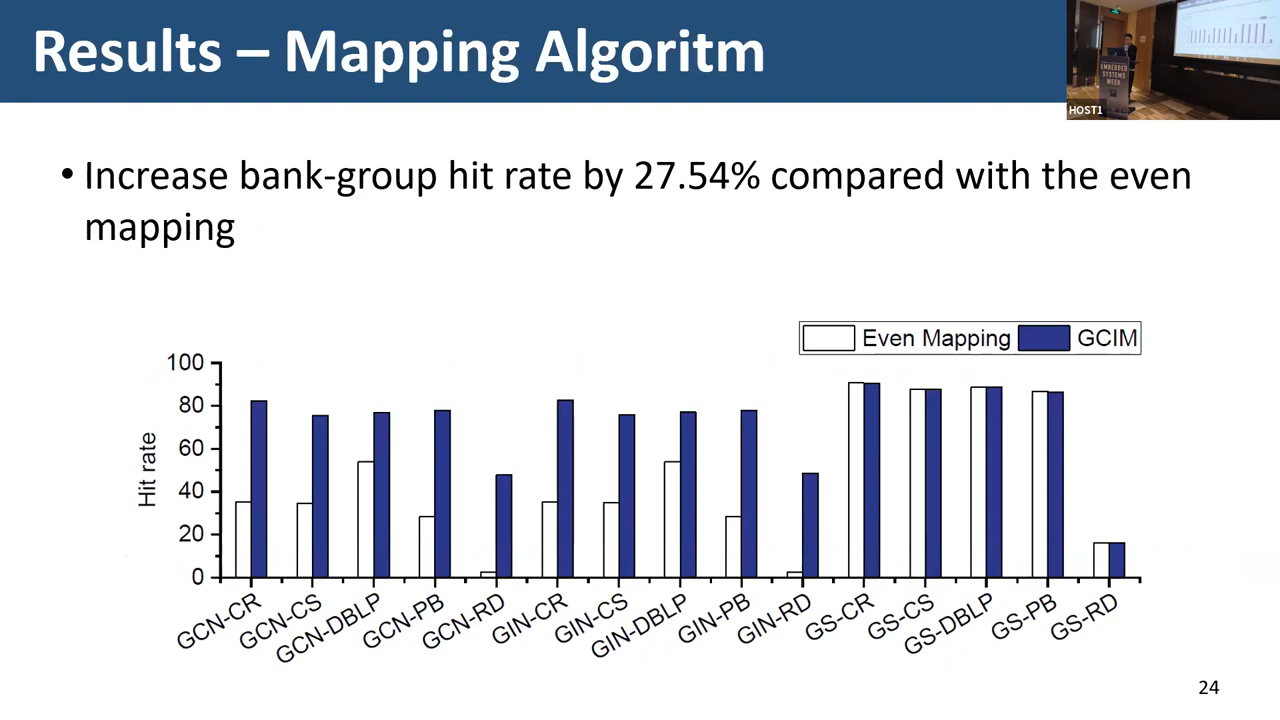 Results – Mapping Algoritm
EMBEDDED
SYSTEMS
WEEK
HOST1
• Increase bank-group hit rate by 27.54% compared with the even
mapping
Even Mapping
GCIM
100
80
60
40
20
0
Hit rate
GCN-CR
GCN-CS
GCN-DBLP
GCN-PB
GCN-RD
GIN-CR
GIN-CS
GIN-DBLP
GIN-PB
GIN-RD
GS-CR
GS-CS
GS-DBLP
GS-PB
GS-RD
24